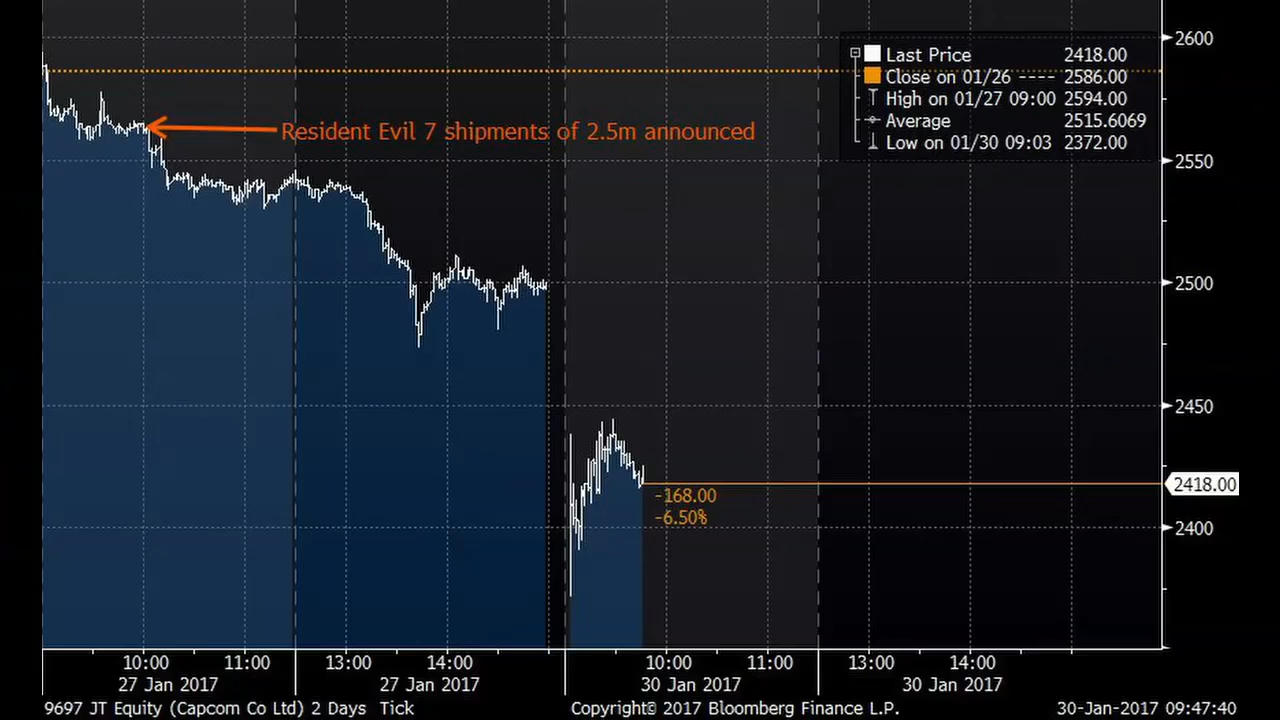 2600
Last Price 2418.00
Close on 01/26 ---- 2586.00
High on 01/27 09:00 2594.00
Average 2515.6069
Low on 01/30 09:03 2372.00
Resident Evil 7 shipments of 2.5m announced
2550
2500
2450
2418.00
-168.00
-6.50%
2400
10:00 11:00 13:00 14:00 10:00 11:00 13:00 14:00
27 Jan 2017 27 Jan 2017 30 Jan 2017 30 Jan 2017
9697 JT Equity (Capcom Co Ltd) 2 Days Tick Copyright© 2017 Bloomberg Finance L.P. 30-Jan-2017 09:47:40